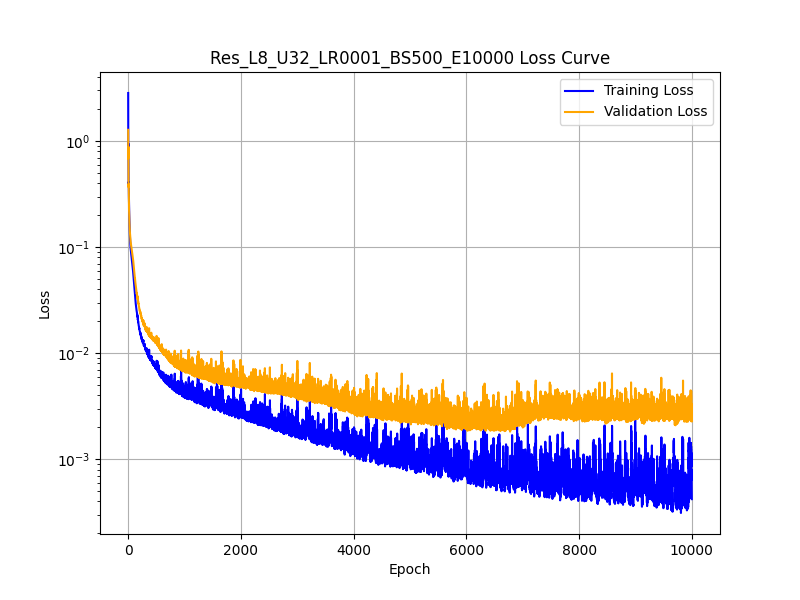 Res_L8_U32_LR0001_BS500_E10000 Loss Curve
Training Loss
Validation Loss
10^0
10^-1
10^-2
10^-3
Loss
0 2000 4000 6000 8000 10000
Epoch